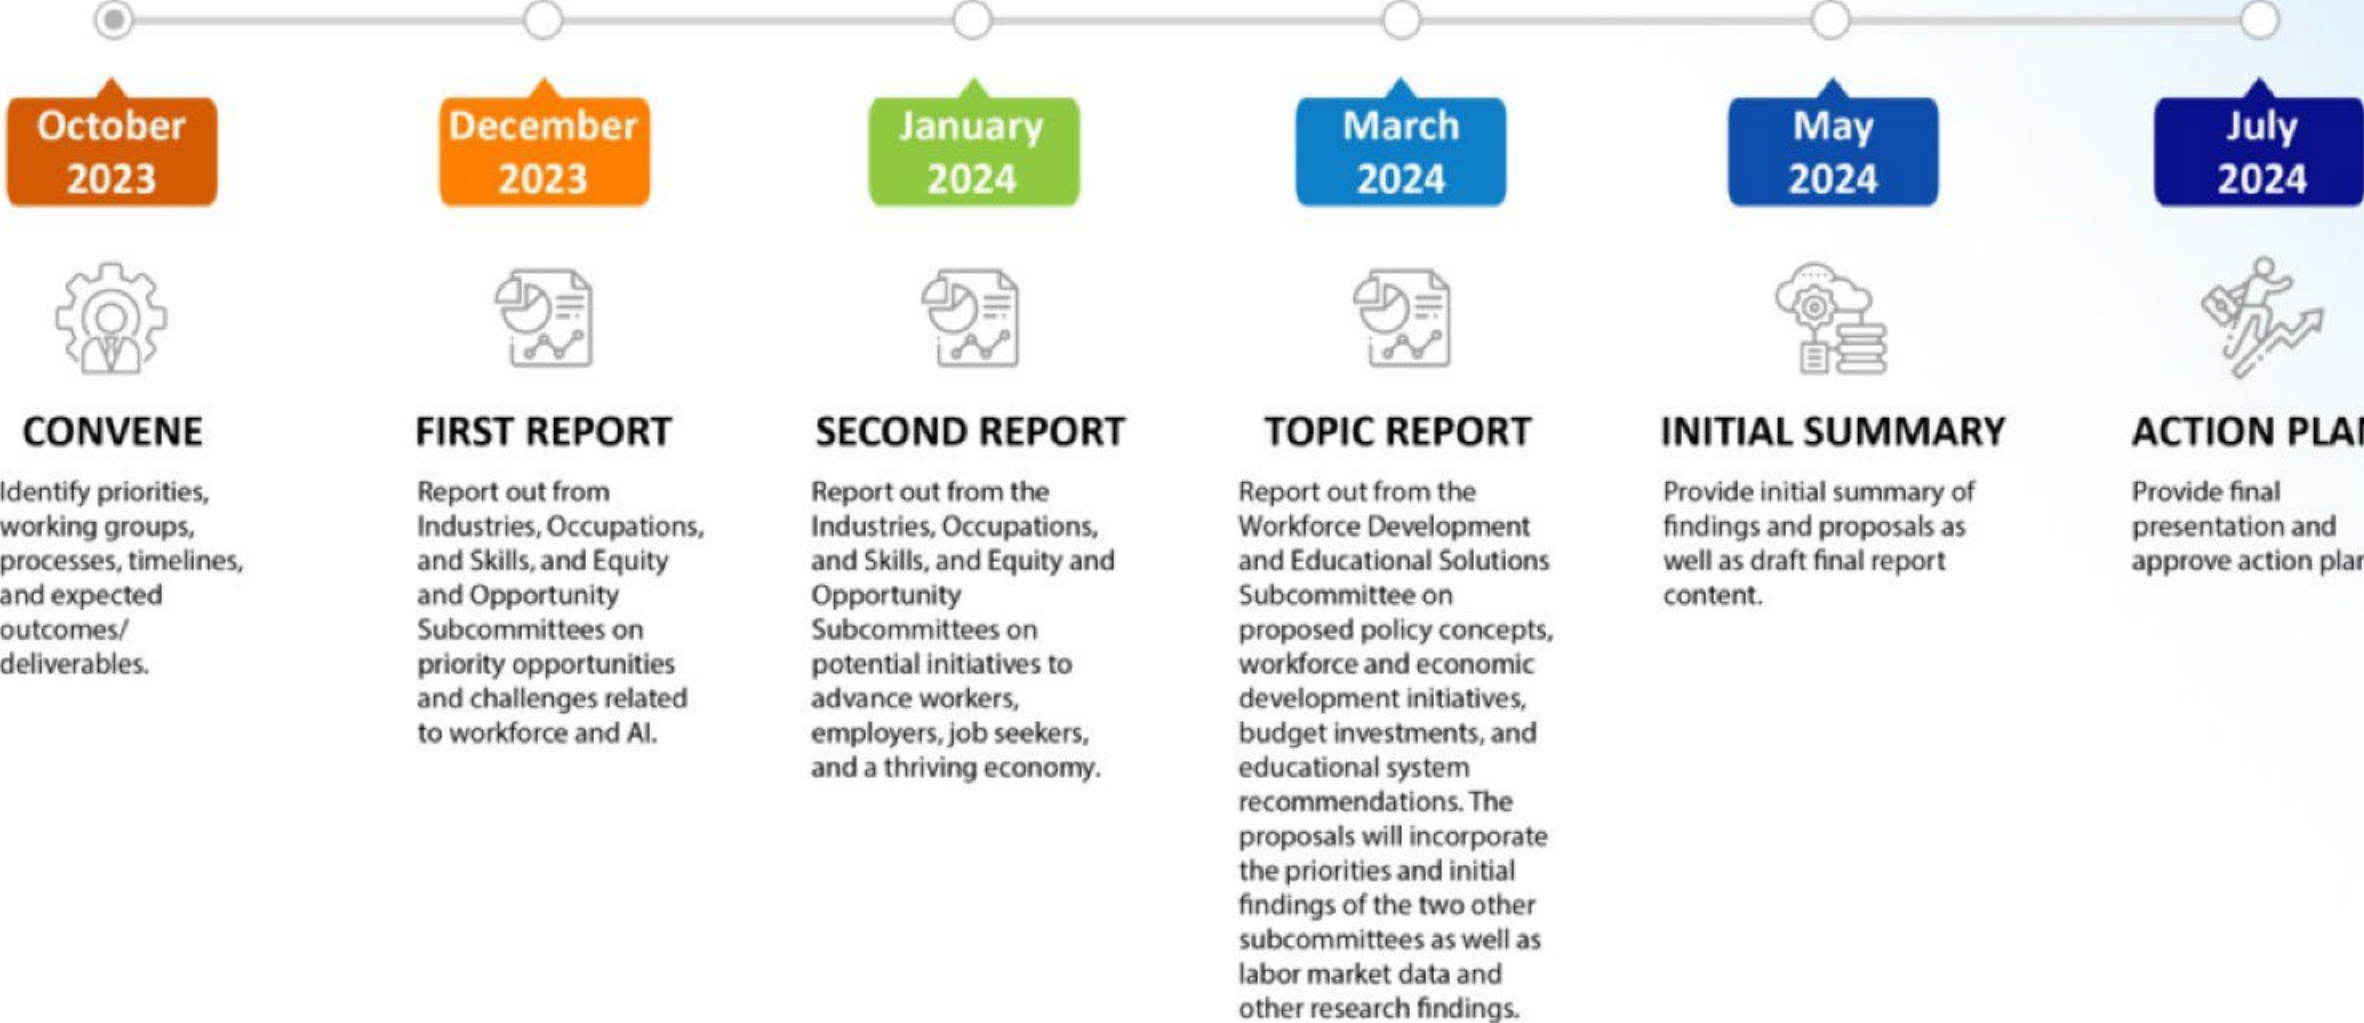 October
2023
December
2023
January
2024
March
2024
May
2024
July
2024
CONVENE
Identify priorities,
working groups,
processes, timelines,
and expected
outcomes/
deliverables.
FIRST REPORT
Report out from
Industries, Occupations,
and Skills, and Equity
and Opportunity
Subcommittees on
priority opportunities
and challenges related
to workforce and AI.
SECOND REPORT
Report out from the
Industries, Occupations,
and Skills, and Equity and
Opportunity
Subcommittees on
potential initiatives to
advance workers,
employers, job seekers,
and a thriving economy.
TOPIC REPORT
Report out from the
Workforce Development
and Educational Solutions
Subcommittee on
proposed policy concepts,
workforce and economic
development initiatives,
budget investments, and
educational system
recommendations. The
proposals will incorporate
the priorities and initial
findings of the two other
subcommittees as well as
labor market data and
other research findings.
INITIAL SUMMARY
Provide initial summary of
findings and proposals as
well as draft final report
content.
ACTION PLAN
Provide final
presentation and
approve action plan